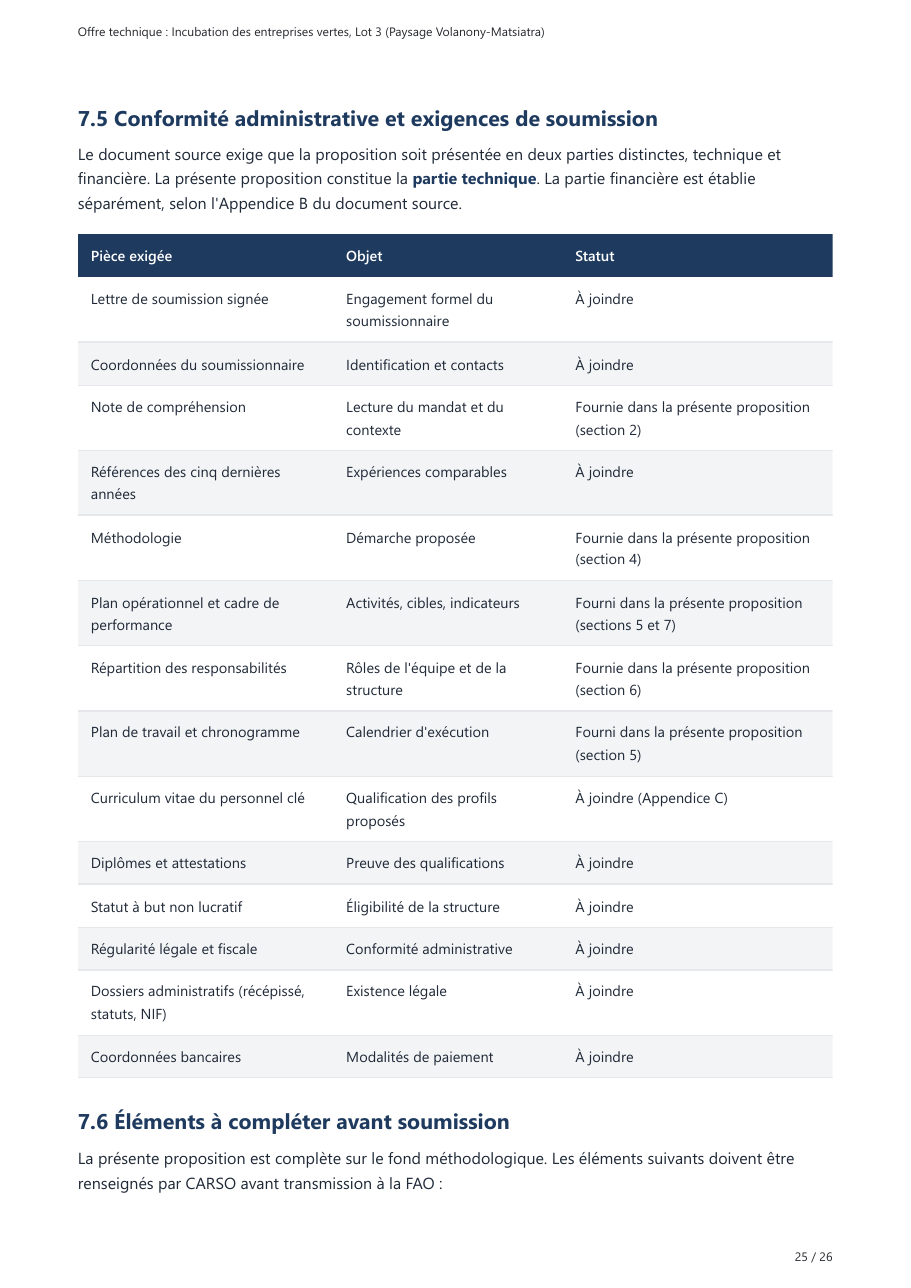 Offre technique : Incubation des entreprises vertes, Lot 3 (Paysage Volanony-Matsiatra)
7.5 Conformité administrative et exigences de soumission
Le document source exige que la proposition soit présentée en deux parties distinctes, technique et
financière. La présente proposition constitue la partie technique. La partie financière est établie
séparément, selon l'Appendice B du document source.
Pièce exigée Objet Statut
Lettre de soumission signée Engagement formel du À joindre
soumissionnaire
Coordonnées du soumissionnaire Identification et contacts À joindre
Note de compréhension Lecture du mandat et du Fournie dans la présente proposition
contexte (section 2)
Références des cinq dernières Expériences comparables À joindre
années
Méthodologie Démarche proposée Fournie dans la présente proposition
(section 4)
Plan opérationnel et cadre de Activités, cibles, indicateurs Fourni dans la présente proposition
performance (sections 5 et 7)
Répartition des responsabilités Rôles de l'équipe et de la Fournie dans la présente proposition
structure (section 6)
Plan de travail et chronogramme Calendrier d'exécution Fourni dans la présente proposition
(section 5)
Curriculum vitae du personnel clé Qualification des profils À joindre (Appendice C)
proposés
Diplômes et attestations Preuve des qualifications À joindre
Statut à but non lucratif Éligibilité de la structure À joindre
Régularité légale et fiscale Conformité administrative À joindre
Dossiers administratifs (récépissé, Existence légale À joindre
statuts, NIF)
Coordonnées bancaires Modalités de paiement À joindre
7.6 Éléments à compléter avant soumission
La présente proposition est complète sur le fond méthodologique. Les éléments suivants doivent être
renseignés par CARSO avant transmission à la FAO :
25 / 26